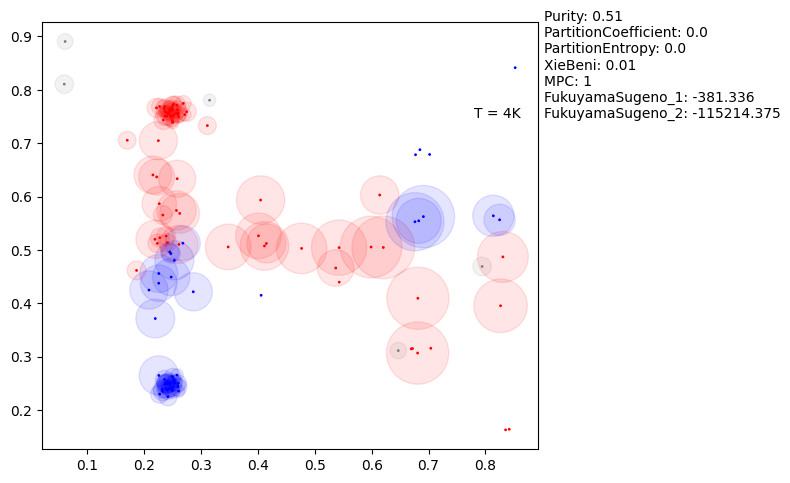 Purity: 0.51
PartitionCoefficient: 0.0
PartitionEntropy: 0.0
XieBeni: 0.01
MPC: 1
FukuyamaSugeno_1: -381.336
FukuyamaSugeno_2: -115214.375
T = 4K
0.9
0.8
0.7
0.6
0.5
0.4
0.3
0.2
0.1 0.2 0.3 0.4 0.5 0.6 0.7 0.8